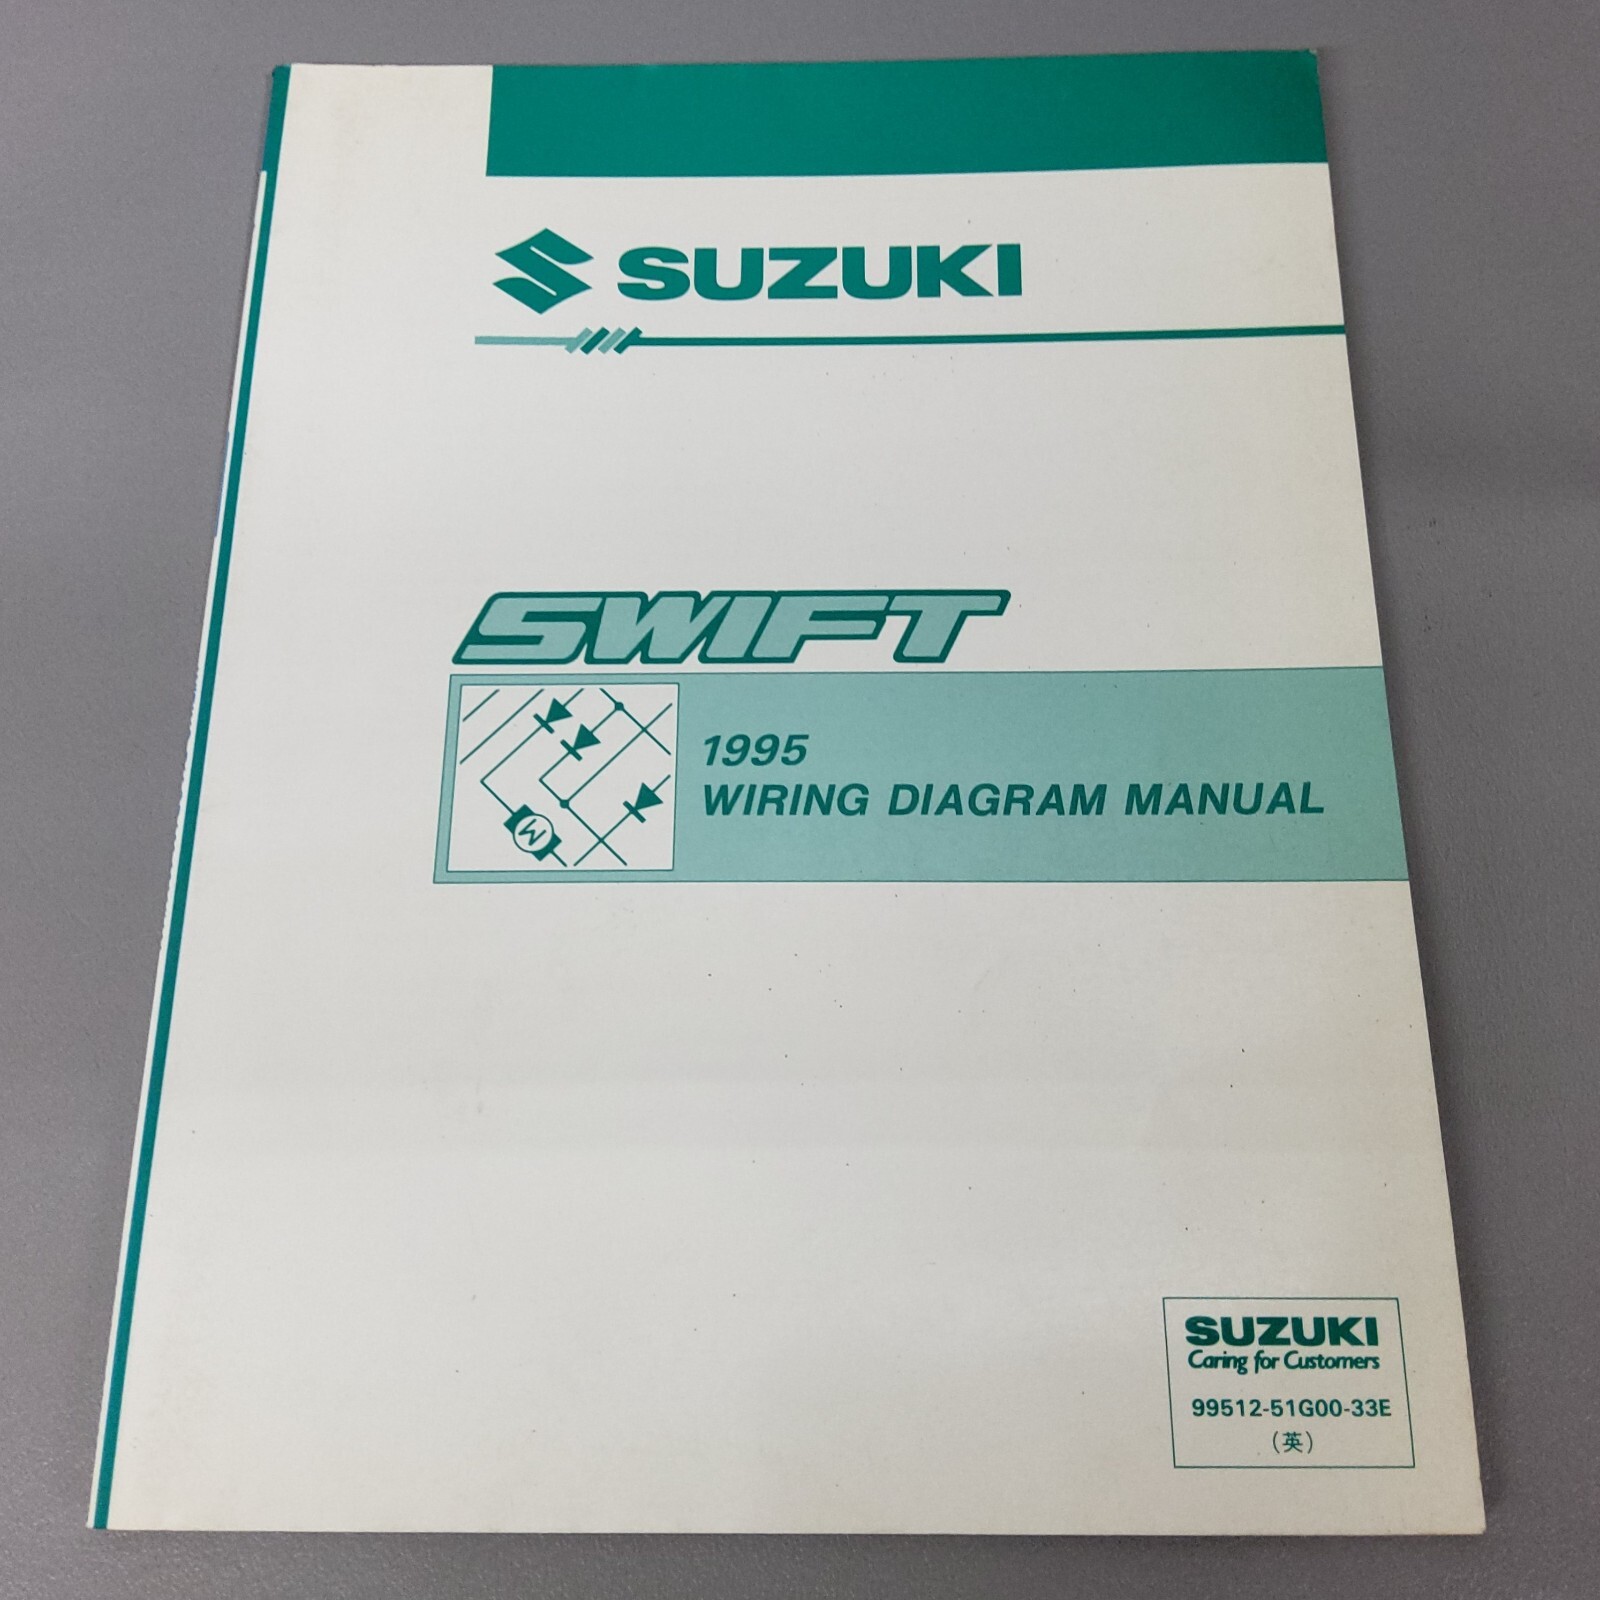 SUZUKI
SWIFT
1995
WIRING DIAGRAM MANUAL
M
SUZUKI
Caring for Customers
99512-51G00-33E
(英)